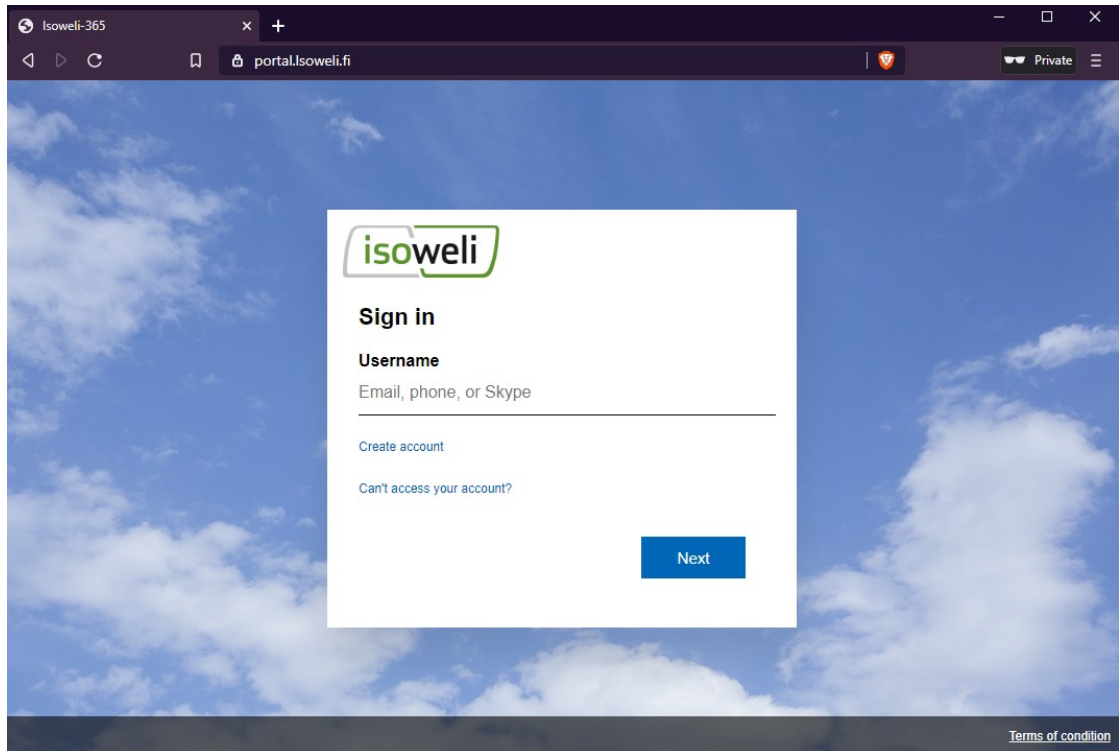 Isoweli-365
portal.lsoweli.fi
Private
isoweli
Sign in
Username
Email, phone, or Skype
Create account
Can't access your account?
Next
Terms of condition